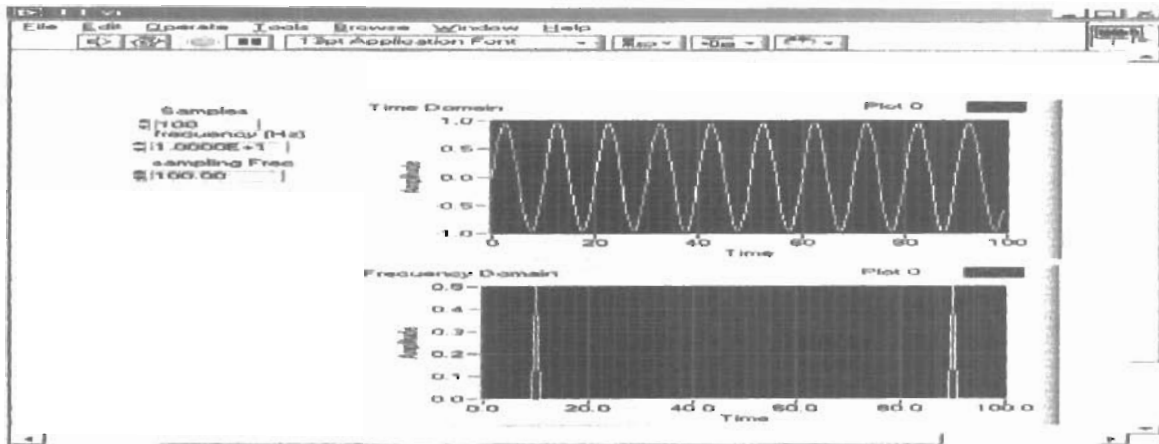 File Edit Operate Tools Browse Window Help
13pt Application Font
Samples
100
frequency (Hz)
1.0000E+1
sampling Freq
100.00
Time Domain
Plot 0
Amplitude
1.0
0.5
0.0
-0.5
-1.0
0 20 40 60 80 100
Time
Frequency Domain
Plot 0
Amplitude
0.5
0.4
0.3
0.2
0.1
0.0
0.0 20.0 40.0 60.0 80.0 100.0
Time